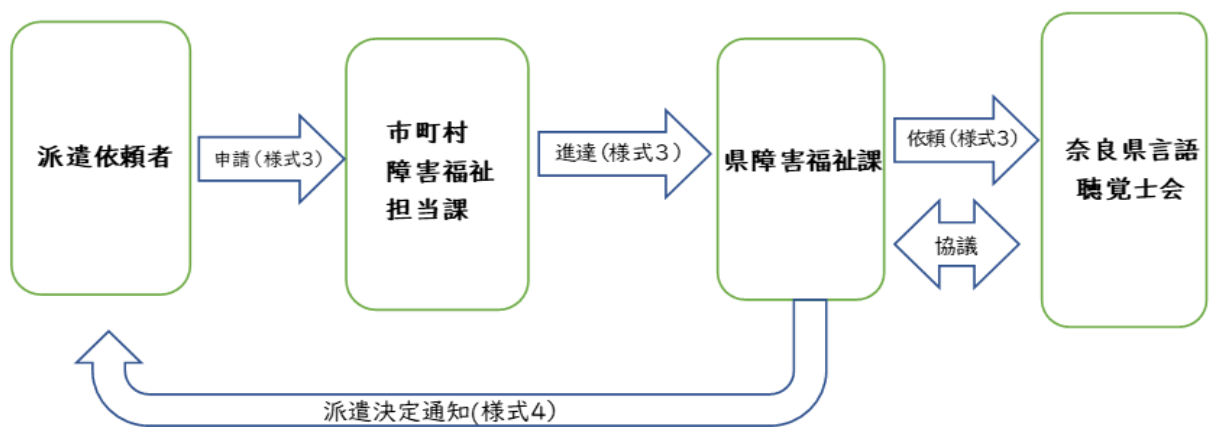 派遣依頼者
申請(様式3)
市町村
障害福祉
担当課
進達(様式3)
県障害福祉課
依頼(様式3)
協議
奈良県言語
聴覚士会
派遣決定通知(様式4)